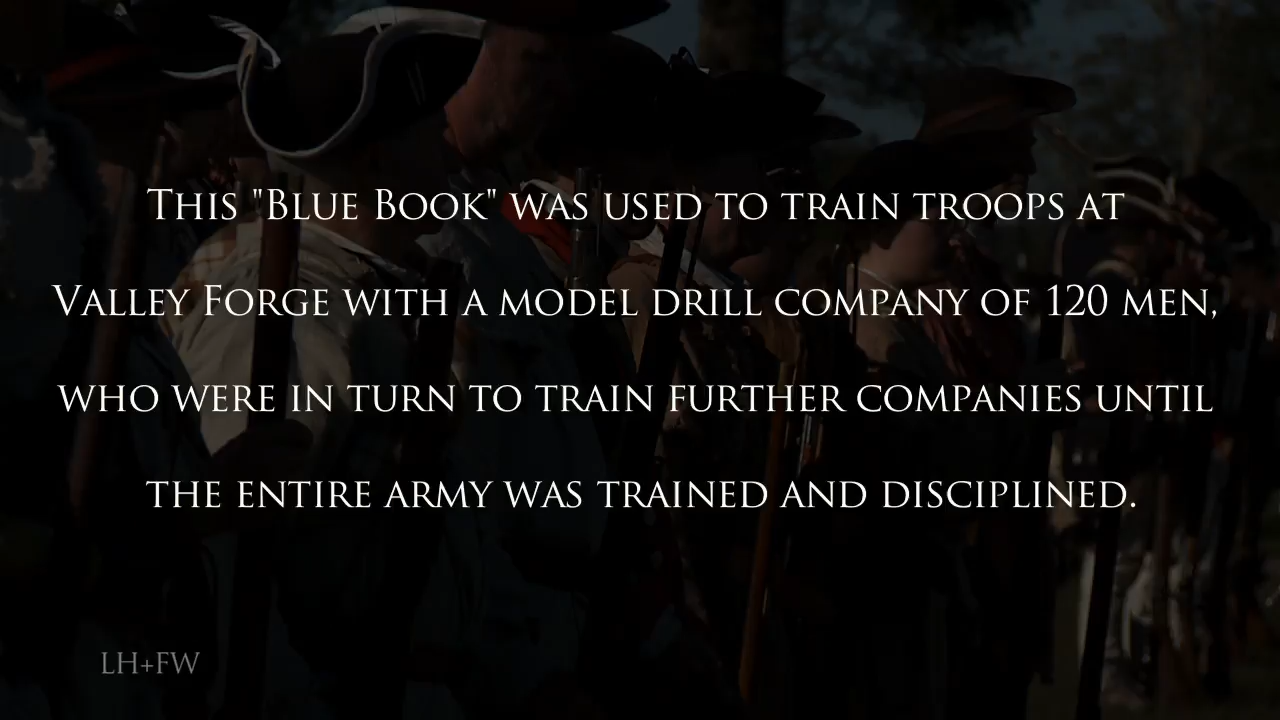 This "Blue Book" was used to train troops at
Valley Forge with a model drill company of 120 men,
who were in turn to train further companies until
the entire army was trained and disciplined.
LH+FW